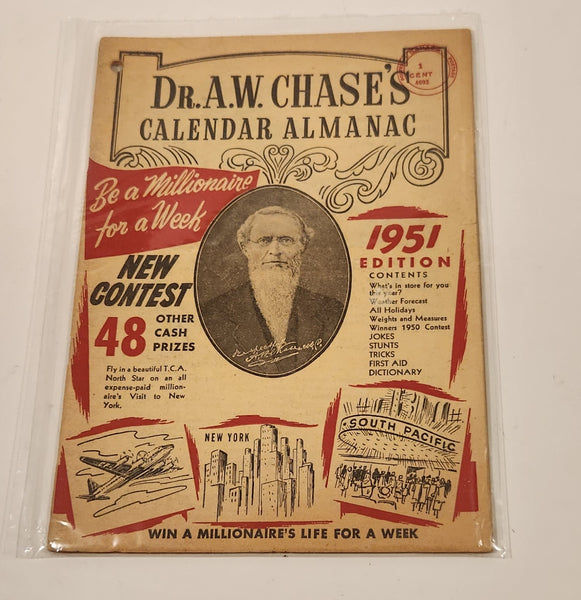 DR. A.W. CHASE'S
CALENDAR ALMANAC
1
CENT
Be a Millionaire
for a Week
NEW
CONTEST
48 OTHER
CASH
PRIZES
Fly in a beautiful T.C.A.
North Star on an all
expense-paid million-
aire's Visit to New
York.
1951
EDITION
CONTENTS
What's in store for you
this year?
Weather Forecast
All Holidays
Weights and Measures
Winners 1950 Contest
JOKES
STUNTS
TRICKS
FIRST AID
DICTIONARY
NEW YORK
SOUTH PACIFIC
WIN A MILLIONAIRE'S LIFE FOR A WEEK